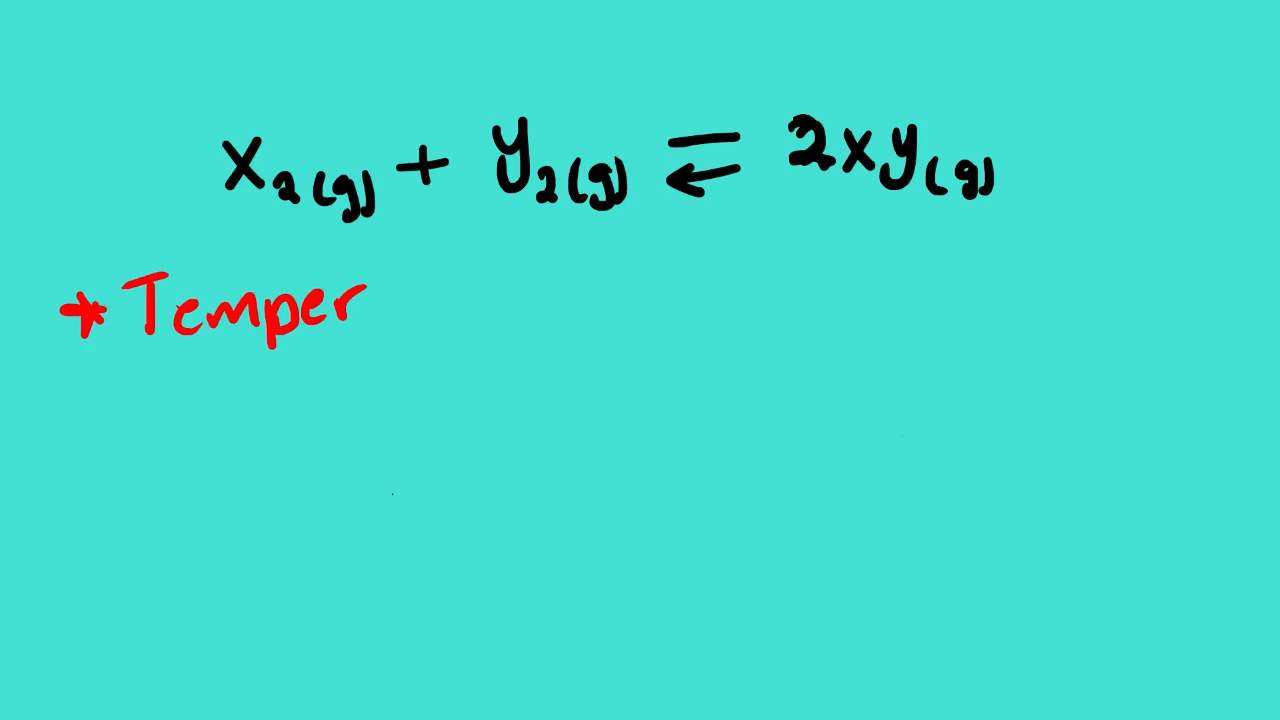 x₂(g) + y₂(g) ⇌ 2xy(g)
* Temper